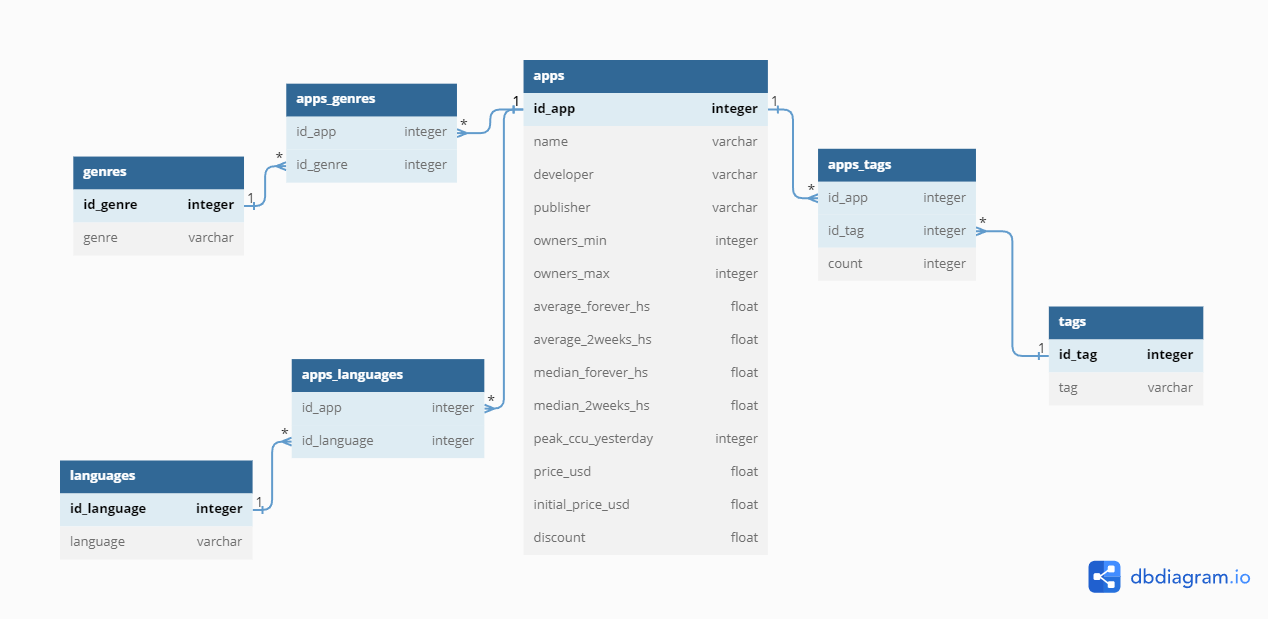 apps
id_app integer
name varchar
developer varchar
publisher varchar
owners_min integer
owners_max integer
average_forever_hs float
average_2weeks_hs float
median_forever_hs float
median_2weeks_hs float
peak_ccu_yesterday integer
price_usd float
initial_price_usd float
discount float
apps_genres
id_app integer
id_genre integer
genres
id_genre integer
genre varchar
apps_languages
id_app integer
id_language integer
languages
id_language integer
language varchar
apps_tags
id_app integer
id_tag integer
count integer
tags
id_tag integer
tag varchar
1
*
*
1
1
*
*
1
*
*
1
dbdiagram.io